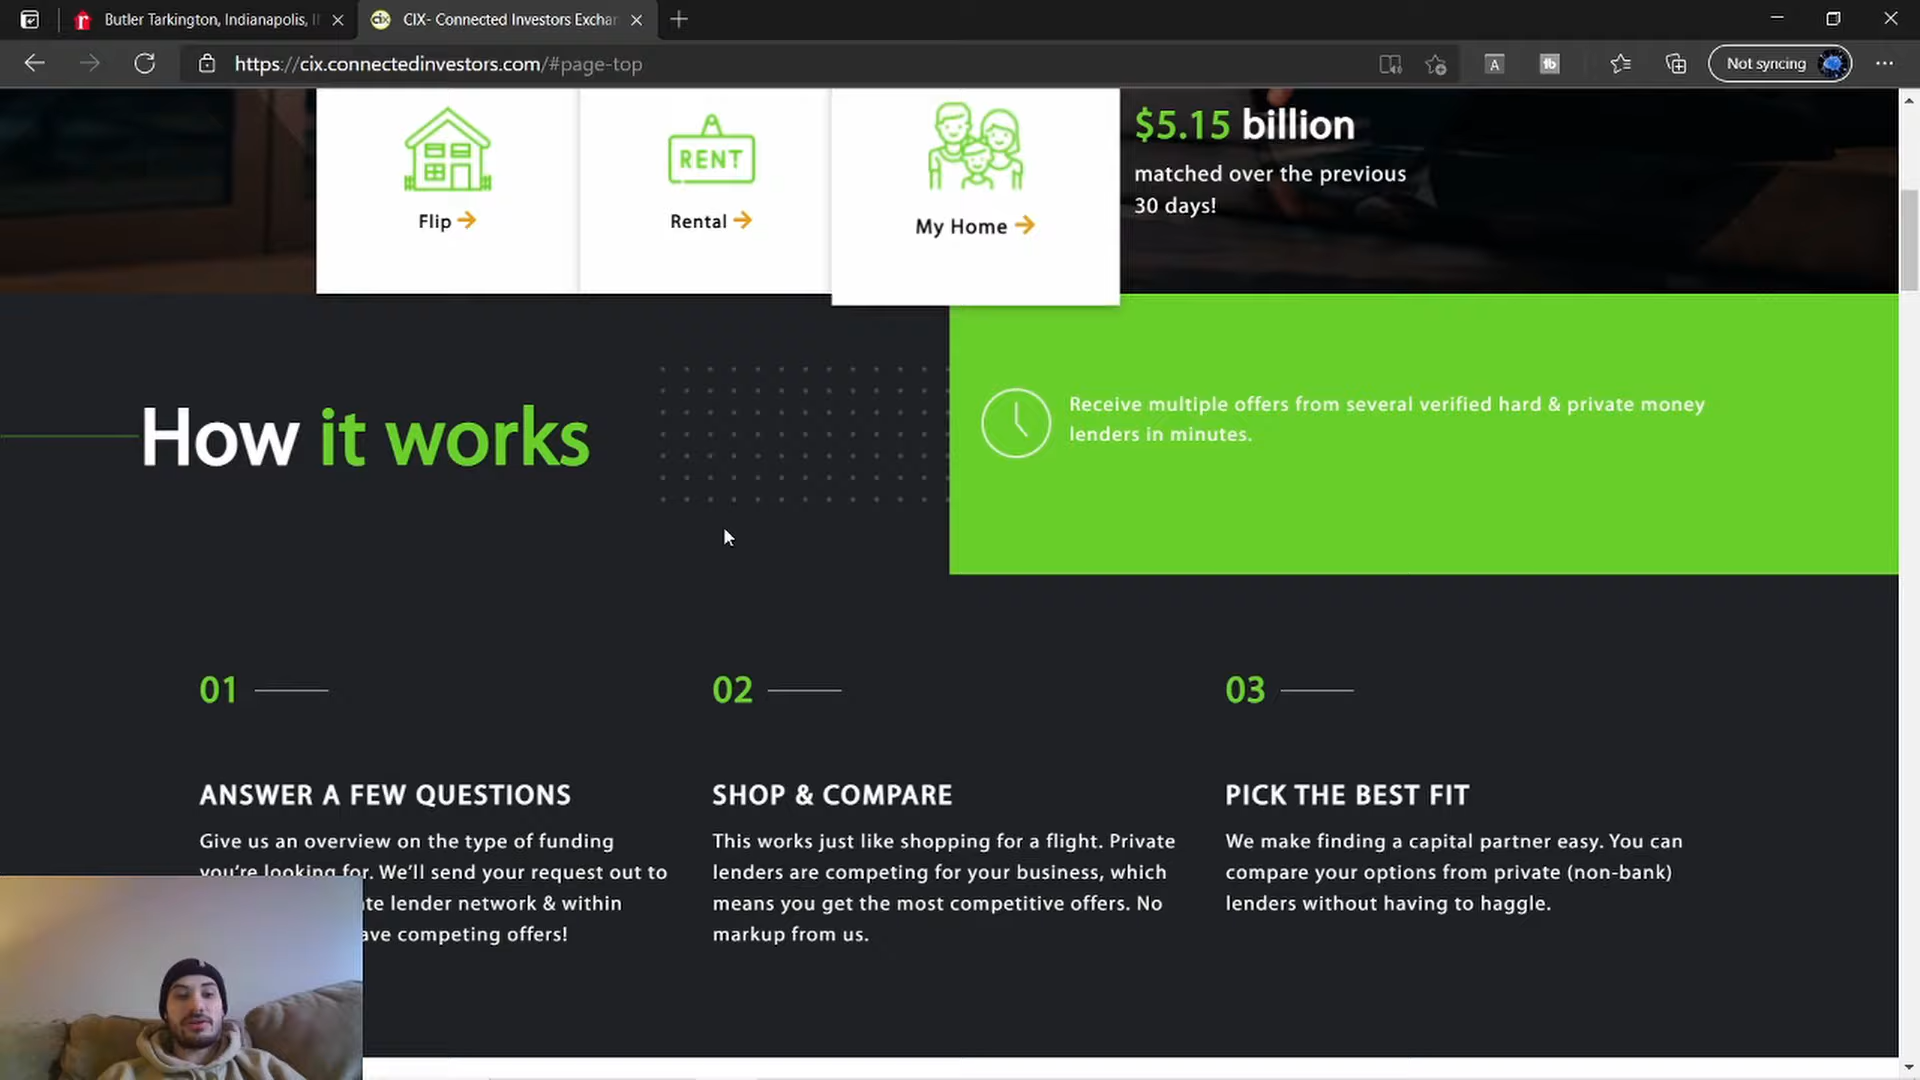 Butler Tarkington, Indianapolis, I
CIX- Connected Investors Exchan
https://cix.connectedinvestors.com/#page-top
A
tb
Not syncing
RENT
Flip
Rental
My Home
$5.15 billion
matched over the previous
30 days!
How it works
Receive multiple offers from several verified hard & private money
lenders in minutes.
01
02
03
ANSWER A FEW QUESTIONS
Give us an overview on the type of funding
you're looking for. We'll send your request out to
te lender network & within
ave competing offers!
SHOP & COMPARE
This works just like shopping for a flight. Private
lenders are competing for your business, which
means you get the most competitive offers. No
markup from us.
PICK THE BEST FIT
We make finding a capital partner easy. You can
compare your options from private (non-bank)
lenders without having to haggle.